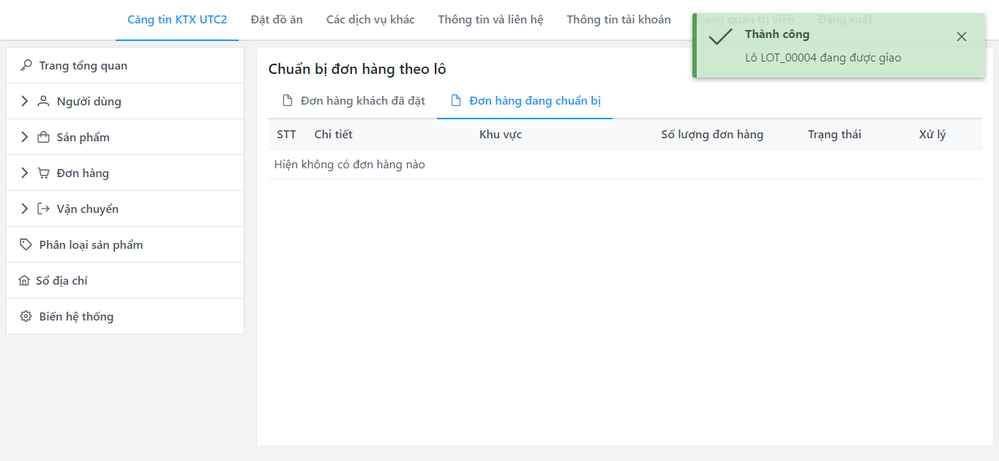 Căng tin KTX UTC2 Đặt đồ ăn Các dịch vụ khác Thông tin và liên hệ Thông tin tài khoản Trang quản trị viên Đăng xuất
Thành công
Lô LOT_00004 đang được giao
Trang tổng quan
Người dùng
Sản phẩm
Đơn hàng
Vận chuyển
Phân loại sản phẩm
Sổ địa chỉ
Biến hệ thống
Chuẩn bị đơn hàng theo lô
Đơn hàng khách đã đặt Đơn hàng đang chuẩn bị
STT Chi tiết Khu vực Số lượng đơn hàng Trạng thái Xử lý
Hiện không có đơn hàng nào